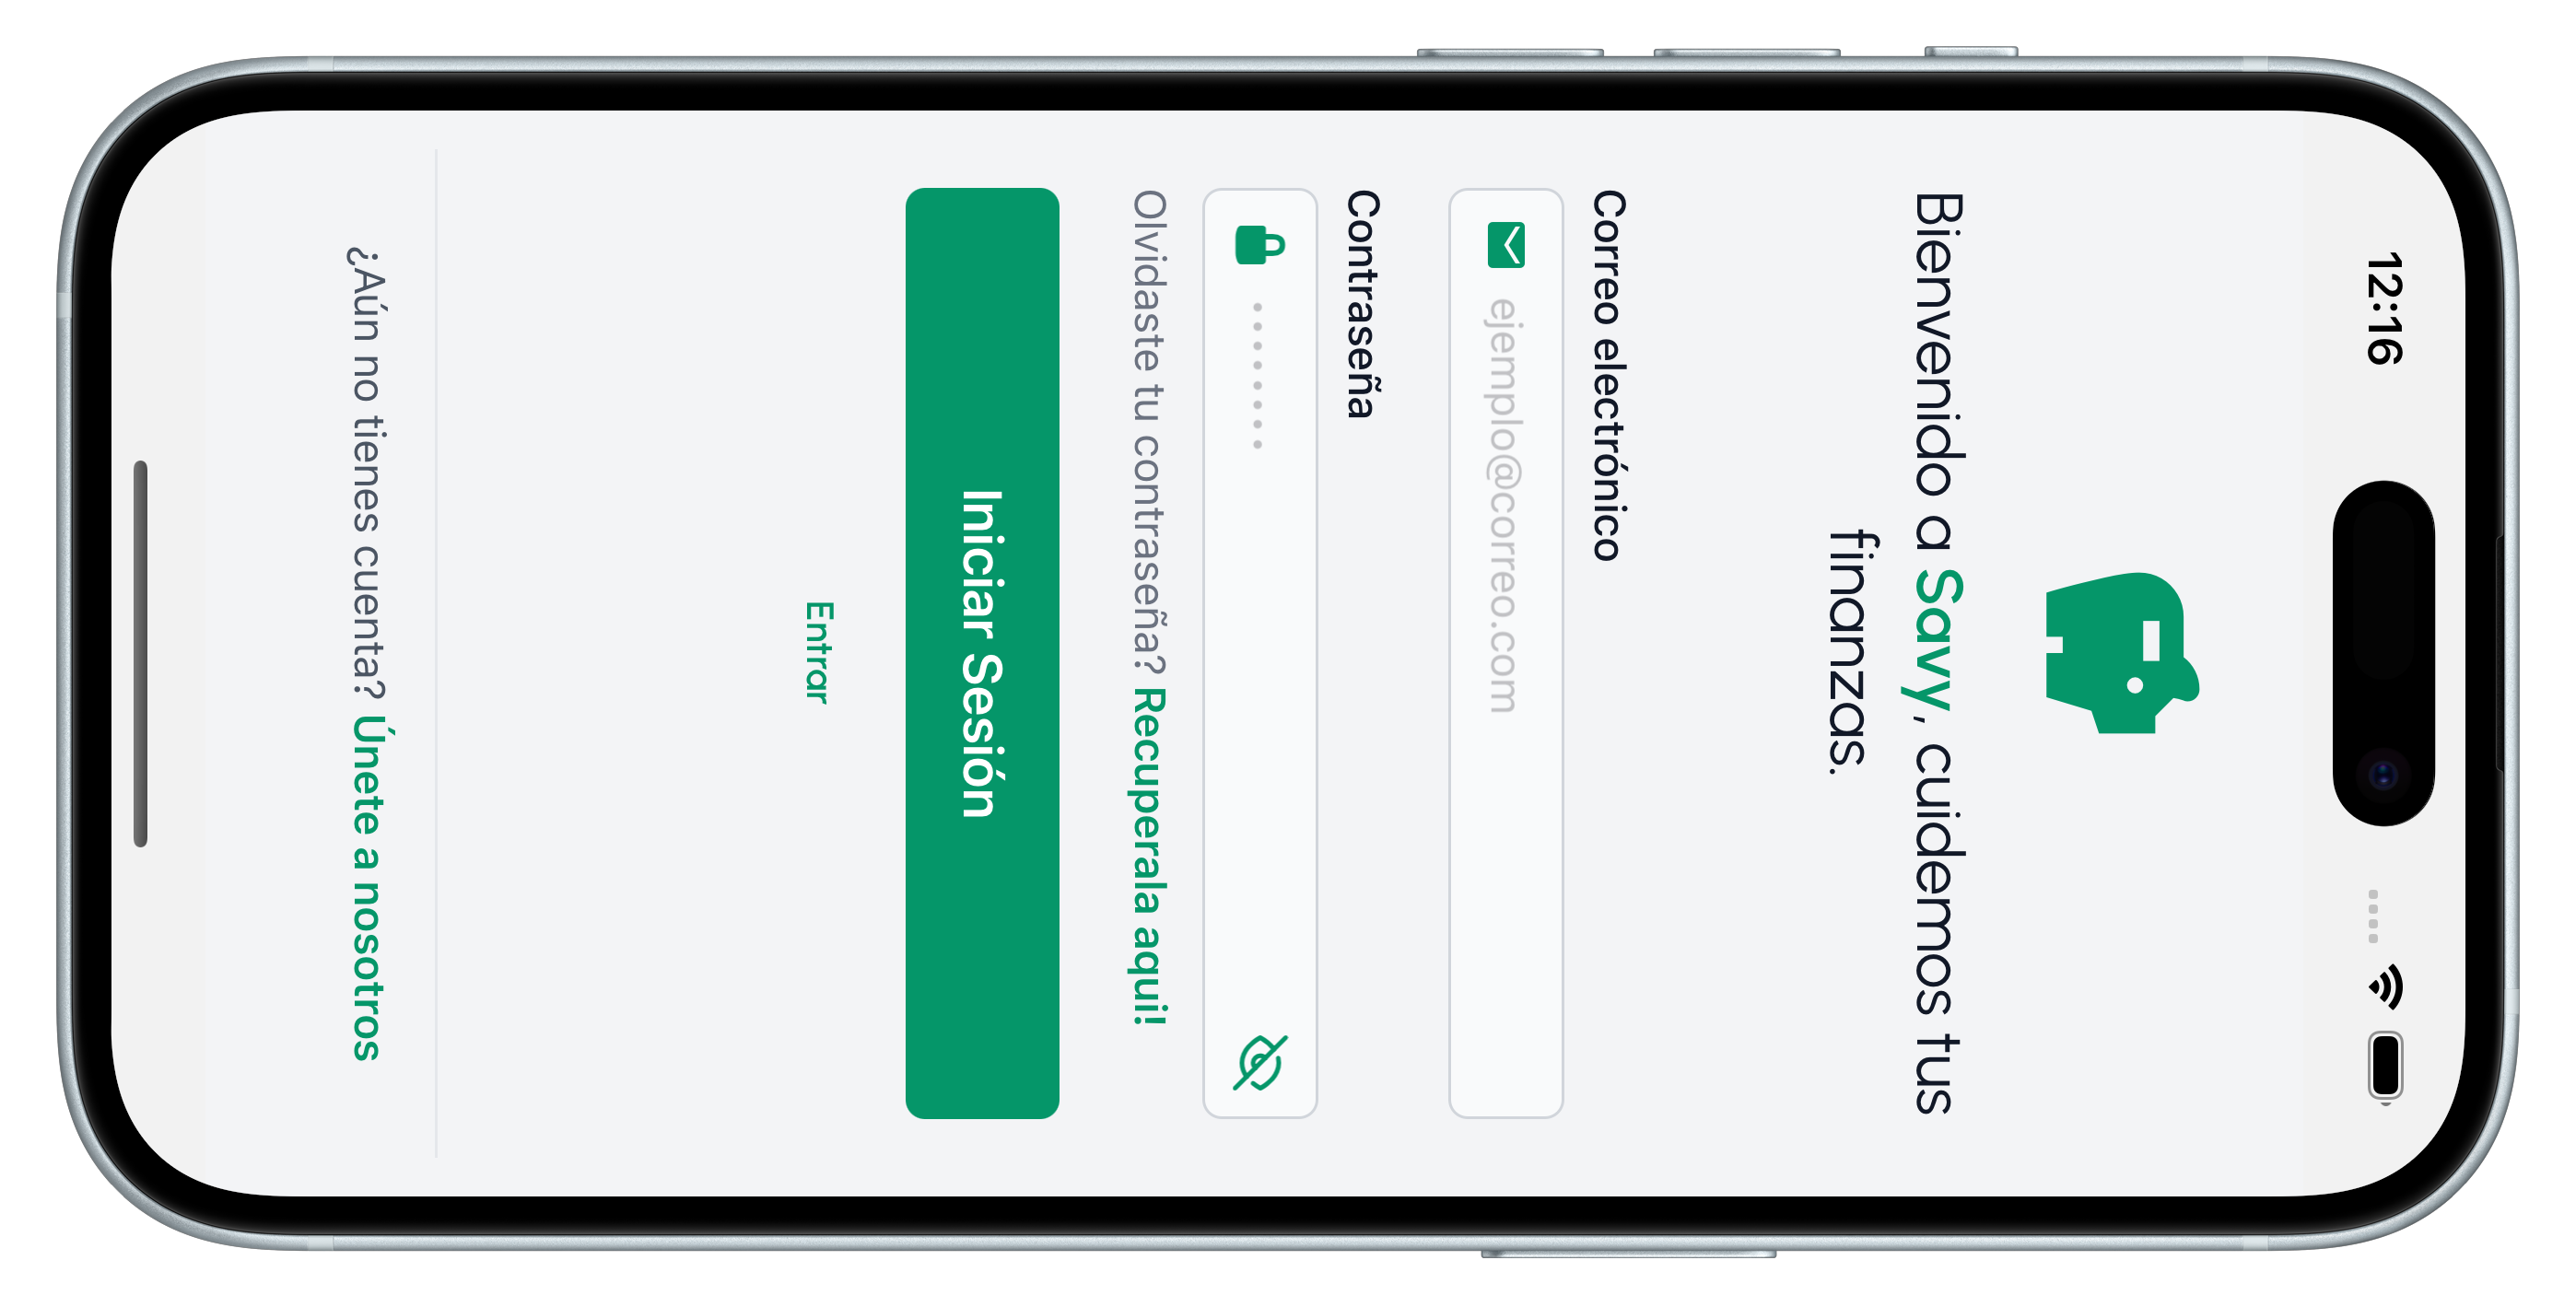 12:16
Bienvenido a Savy, cuidemos tus
finanzas.
Correo electrónico
ejemplo@correo.com
Contraseña
Olvidaste tu contraseña? Recuperala aqui!
Iniciar Sesión
Entrar
¿Aún no tienes cuenta? Únete a nosotros